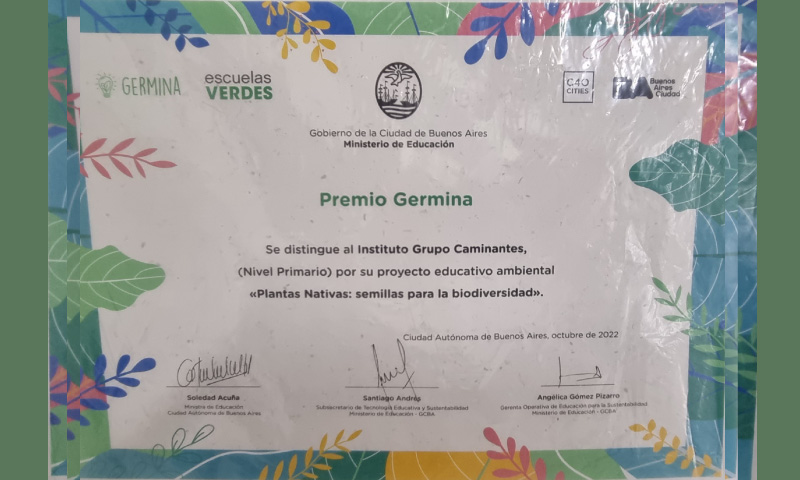 GERMINA
escuelas
VERDES
C40
CITIES
BA
Buenos
Aires
Ciudad
Gobierno de la Ciudad de Buenos Aires
Ministerio de Educación
Premio Germina
Se distingue al Instituto Grupo Caminantes,
(Nivel Primario) por su proyecto educativo ambiental
«Plantas Nativas: semillas para la biodiversidad».
Ciudad Autónoma de Buenos Aires, octubre de 2022
Soledad Acuña
Ministra de Educación
Ciudad Autónoma de Buenos Aires
Santiago Andrés
Subsecretario de Tecnología Educativa y Sustentabilidad
Ministerio de Educación - GCBA
Angélica Gómez Pizarro
Gerenta Operativa de Educación para la Sustentabilidad
Ministerio de Educación - GCBA